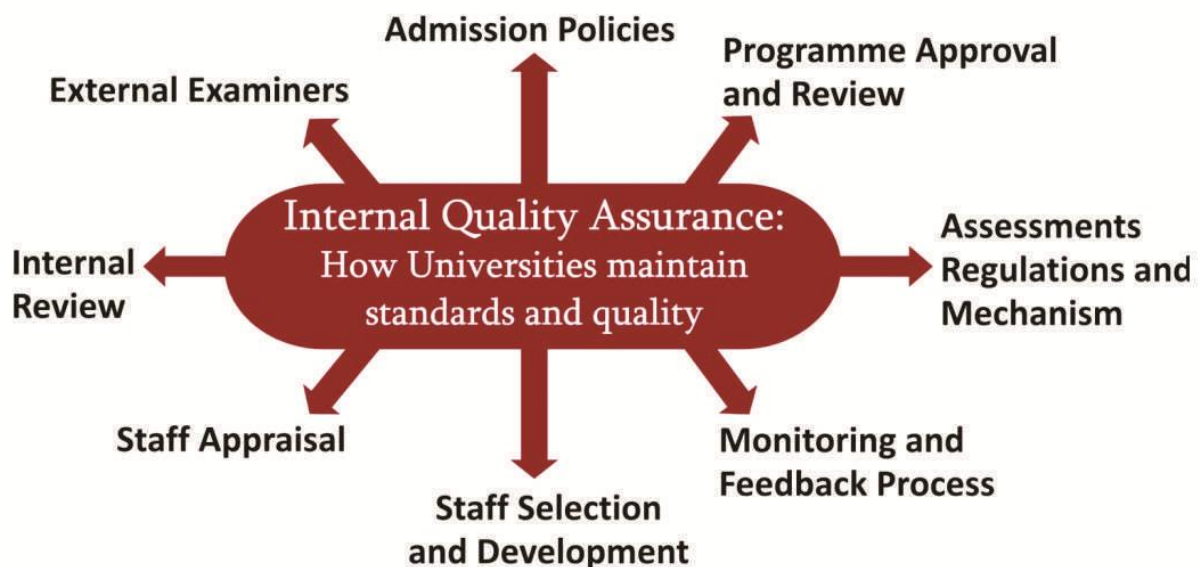 Admission Policies
Programme Approval
and Review
External Examiners
Internal Quality Assurance:
How Universities maintain
standards and quality
Assessments
Regulations and
Mechanism
Internal
Review
Staff Appraisal
Monitoring and
Feedback Process
Staff Selection
and Development